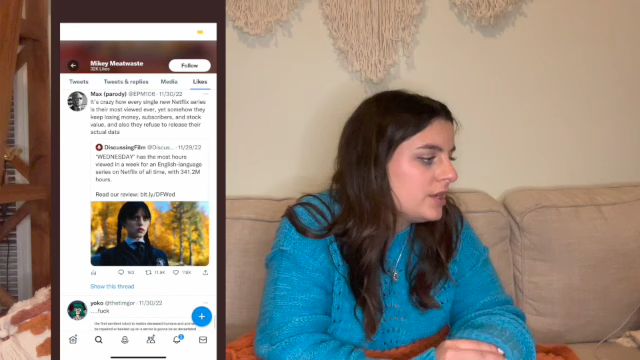 Mikey Meatwaste
Follow
Tweets Tweets & replies Media Likes
Max (parody) @EPM106 · 11/30/22
It's crazy how every single new Netflix series
is their most viewed ever, yet somehow they
keep losing money, subscribers, and stock
value, and also they refuse to release their
actual data
DiscussingFilm @Discus... · 11/29/22
'WEDNESDAY' has the most hours
viewed in a week for an English-language
series on Netflix of all time, with 341.2M
hours.
Read our review: bit.ly/DFWed
Show this thread
yoko @thetimgor · 11/30/22
....fuck